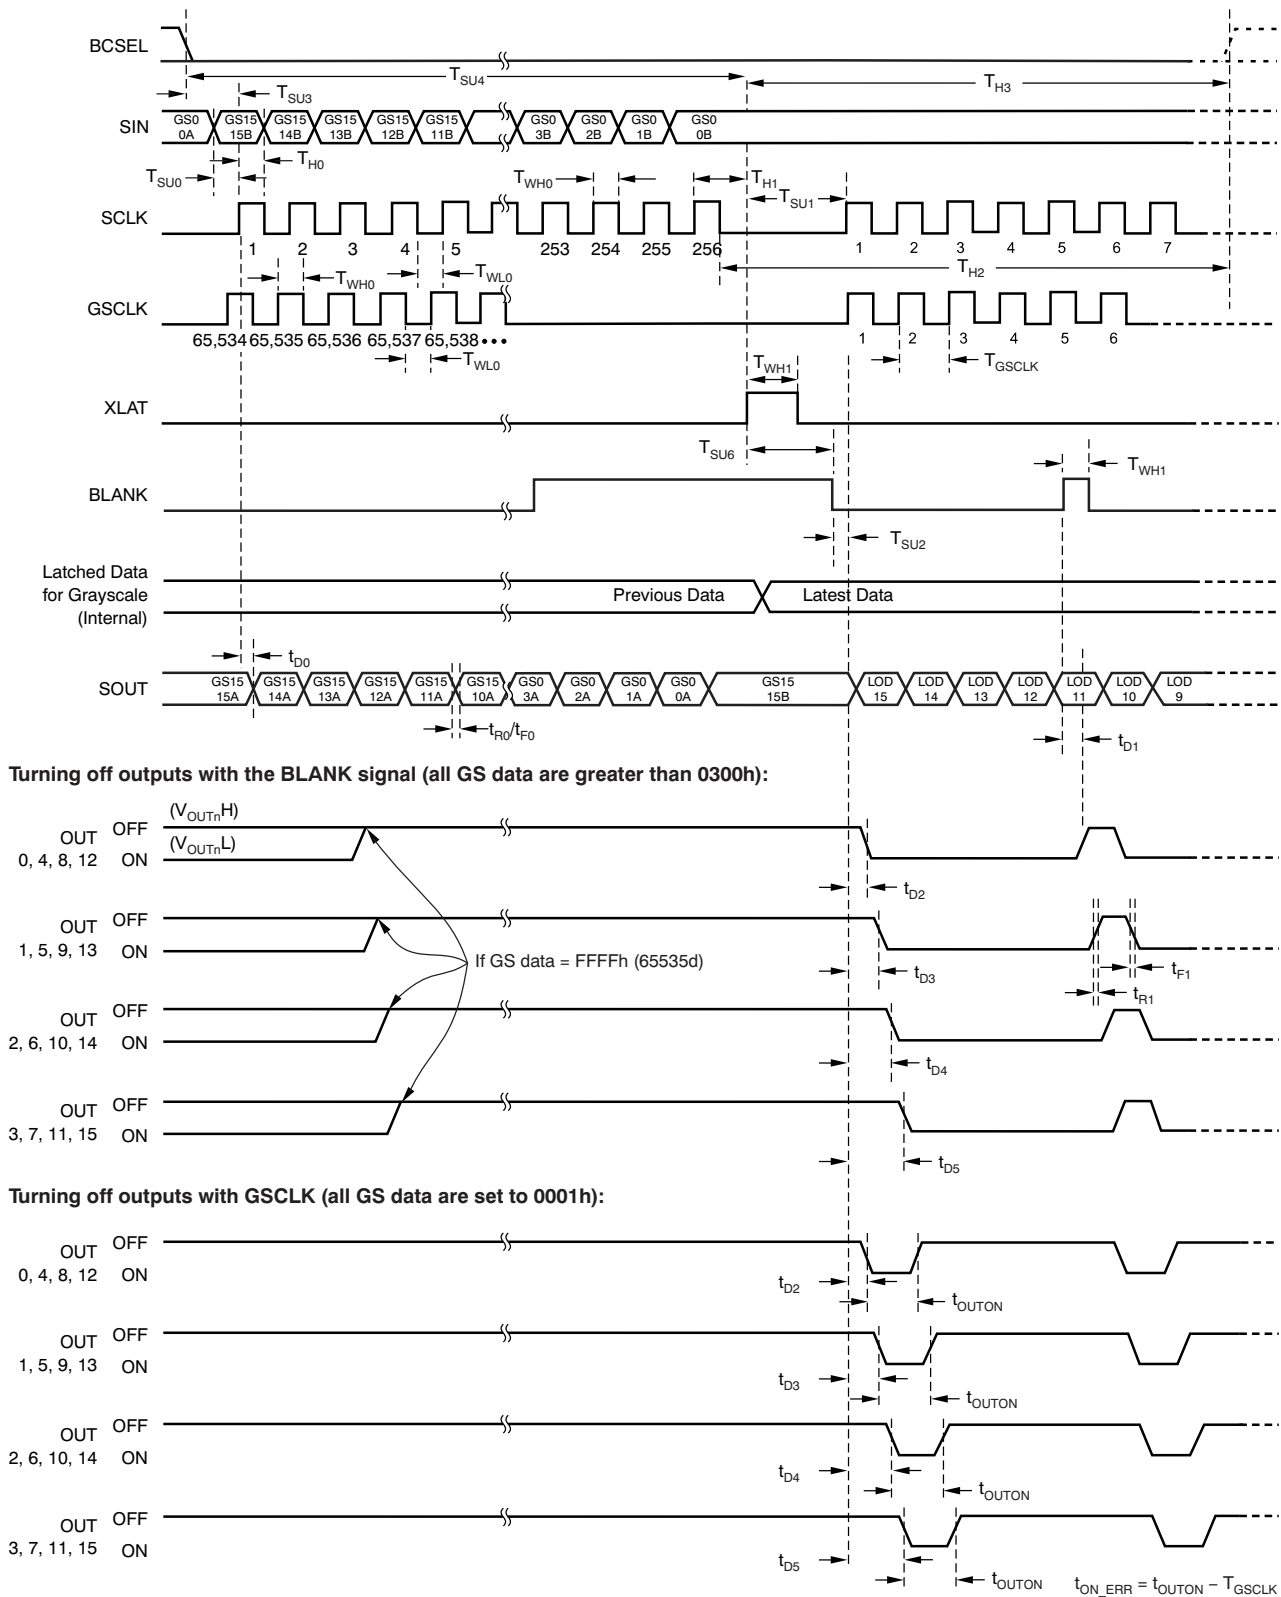 BCSEL
T_SU4
T_H3
T_SU3
SIN
GS0 0A
GS15 15B
GS15 14B
GS15 13B
GS15 12B
GS15 11B
GS0 3B
GS0 2B
GS0 1B
GS0 0B
T_H0
T_SU0
T_WH0
T_H1
T_SU1
SCLK
1 2 3 4 5 253 254 255 256 1 2 3 4 5 6 7
T_H2
T_WH0
T_WL0
GSCLK
65,534 65,535 65,536 65,537 65,538 ••• 1 2 3 4 5 6
T_WL0
T_GSCLK
T_WH1
XLAT
T_SU6
T_WH1
BLANK
T_SU2
Latched Data
for Grayscale
(Internal)
Previous Data
Latest Data
t_D0
SOUT
GS15 15A
GS15 14A
GS15 13A
GS15 12A
GS15 11A
GS15 10A
GS0 3A
GS0 2A
GS0 1A
GS0 0A
GS15 15B
LOD 15
LOD 14
LOD 13
LOD 12
LOD 11
LOD 10
LOD 9
t_R0/t_F0
t_D1
Turning off outputs with the BLANK signal (all GS data are greater than 0300h):
(V_OUTnH)
OUT OFF
(V_OUTnL)
0, 4, 8, 12 ON
t_D2
OUT OFF
1, 5, 9, 13 ON
If GS data = FFFFh (65535d)
t_D3
t_F1
t_R1
OUT OFF
2, 6, 10, 14 ON
t_D4
OUT OFF
3, 7, 11, 15 ON
t_D5
Turning off outputs with GSCLK (all GS data are set to 0001h):
OUT OFF
0, 4, 8, 12 ON
t_D2
t_OUTON
OUT OFF
1, 5, 9, 13 ON
t_D3
t_OUTON
OUT OFF
2, 6, 10, 14 ON
t_D4
t_OUTON
OUT OFF
3, 7, 11, 15 ON
t_D5
t_OUTON
t_ON_ERR = t_OUTON – T_GSCLK